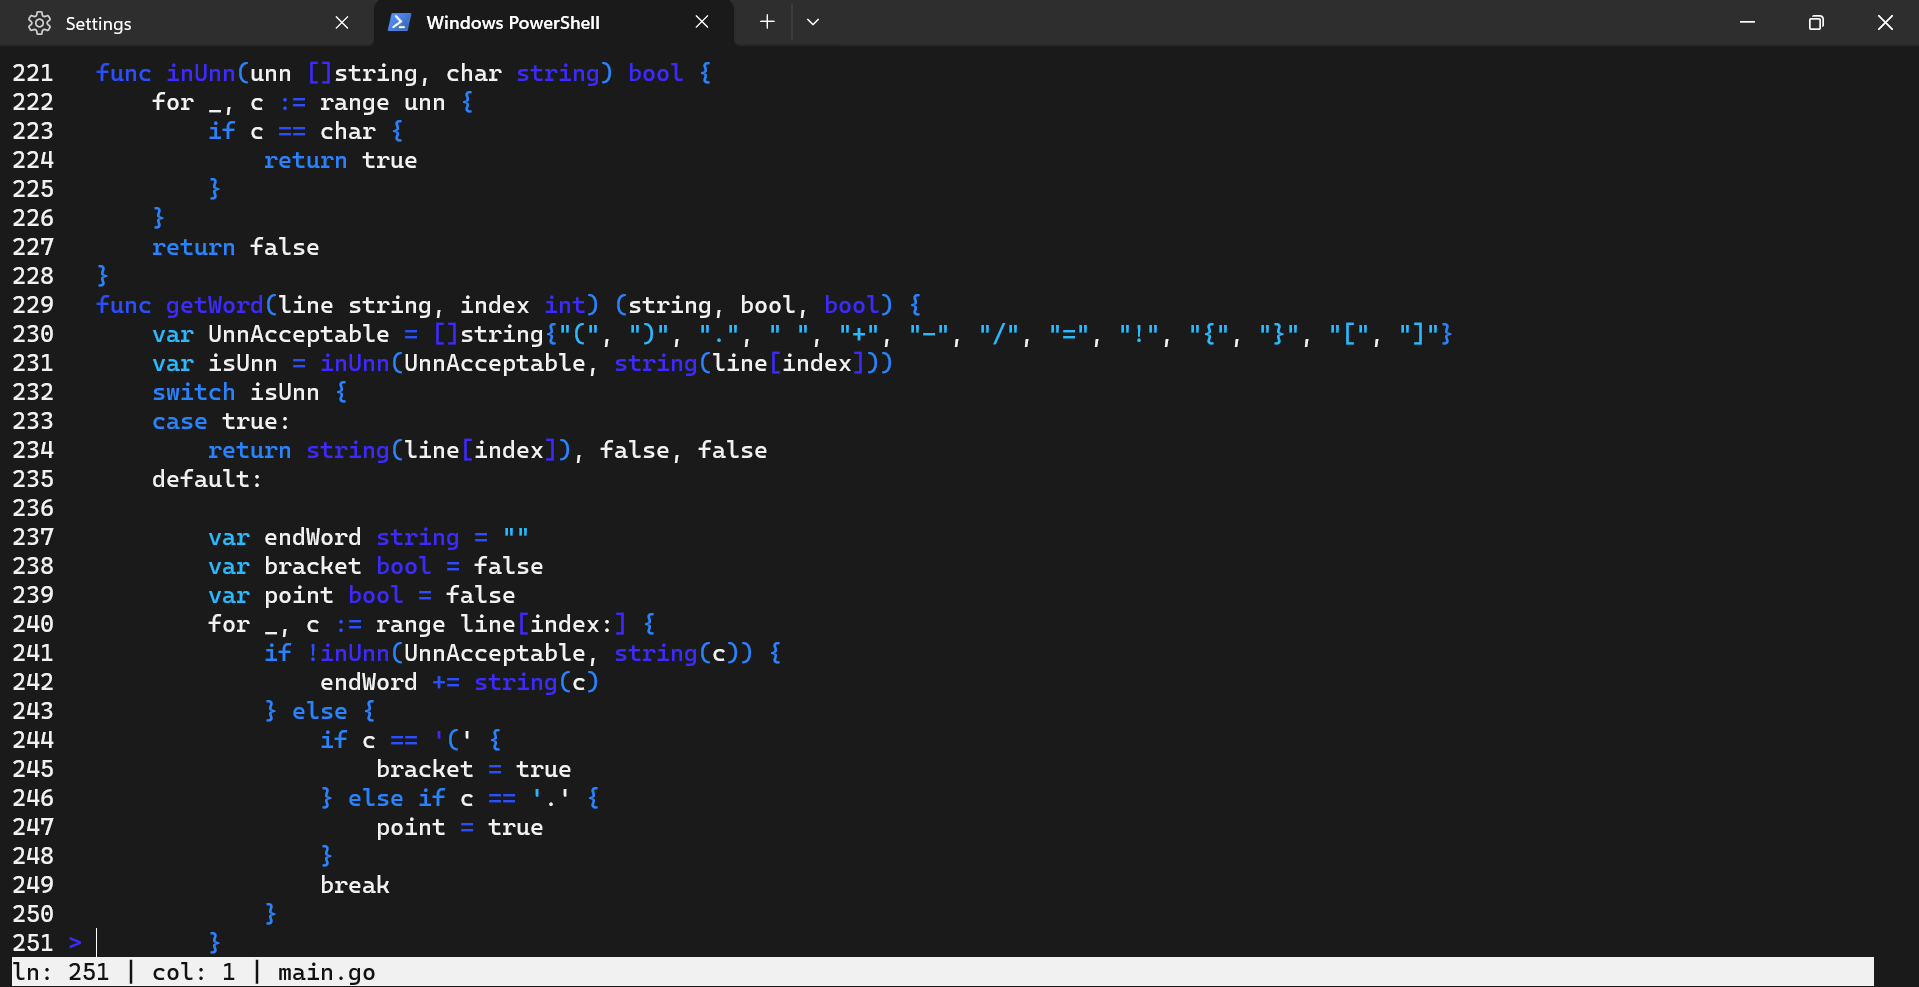 Settings
Windows PowerShell
221   func inUnn(unn []string, char string) bool {
222       for _, c := range unn {
223           if c == char {
224               return true
225           }
226       }
227       return false
228   }
229   func getWord(line string, index int) (string, bool, bool) {
230       var UnnAcceptable = []string{"(", ")", ".", " ", "+", "-", "/", "=", "!", "{", "}", "[", "]"}
231       var isUnn = inUnn(UnnAcceptable, string(line[index]))
232       switch isUnn {
233       case true:
234           return string(line[index]), false, false
235       default:
236
237           var endWord string = ""
238           var bracket bool = false
239           var point bool = false
240           for _, c := range line[index:] {
241               if !inUnn(UnnAcceptable, string(c)) {
242                   endWord += string(c)
243               } else {
244                   if c == '(' {
245                       bracket = true
246                   } else if c == '.' {
247                       point = true
248                   }
249                   break
250               }
251 >         }
ln: 251 | col: 1 | main.go